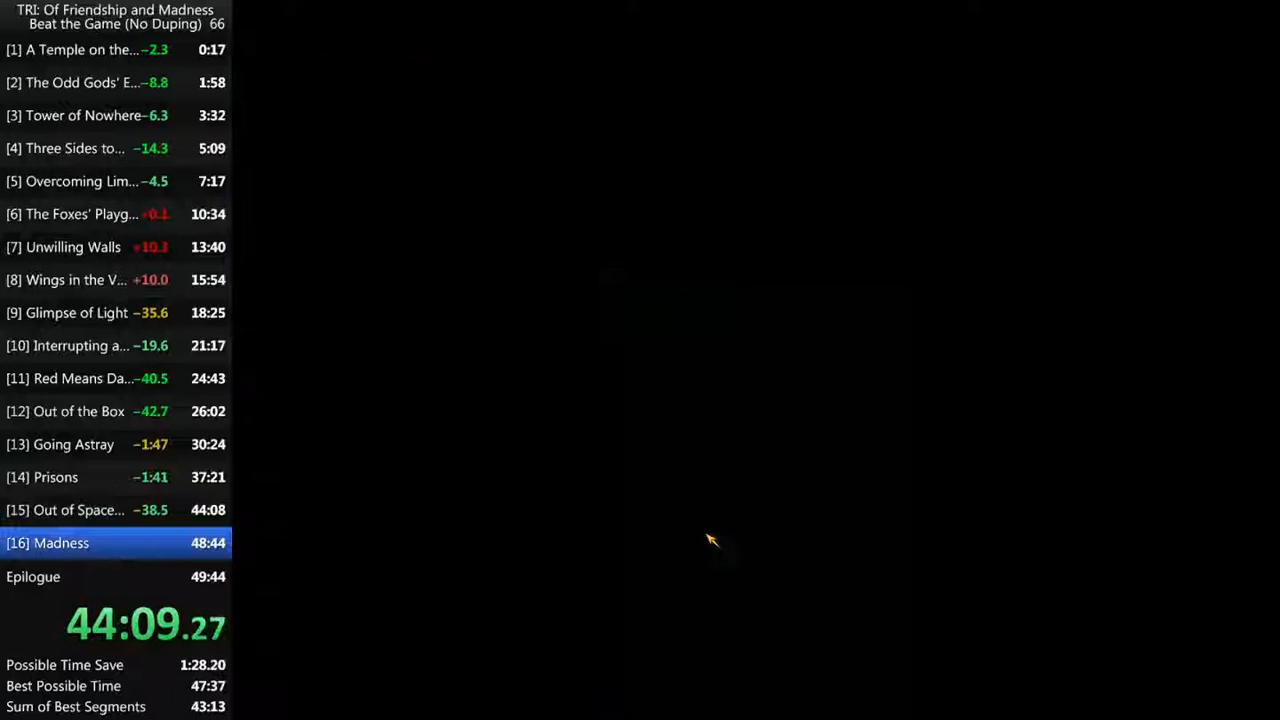 TRI: Of Friendship and Madness
Beat the Game (No Duping) 66
[1] A Temple on the... −2.3 0:17
[2] The Odd Gods' E... −8.8 1:58
[3] Tower of Nowhere −6.3 3:32
[4] Three Sides to... −14.3 5:09
[5] Overcoming Lim... −4.5 7:17
[6] The Foxes' Playg... +0.1 10:34
[7] Unwilling Walls +10.3 13:40
[8] Wings in the V... +10.0 15:54
[9] Glimpse of Light −35.6 18:25
[10] Interrupting a... −19.6 21:17
[11] Red Means Da... −40.5 24:43
[12] Out of the Box −42.7 26:02
[13] Going Astray −1:47 30:24
[14] Prisons −1:41 37:21
[15] Out of Space... −38.5 44:08
[16] Madness 48:44
Epilogue 49:44
44:09.27
Possible Time Save 1:28.20
Best Possible Time 47:37
Sum of Best Segments 43:13